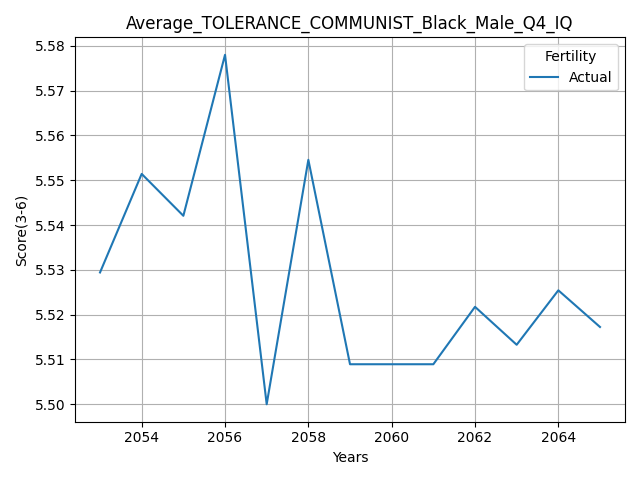 Average_TOLERANCE_COMMUNIST_Black_Male_Q4_IQ
Fertility
Actual
5.58
5.57
5.56
5.55
5.54
5.53
5.52
5.51
5.50
Score(3-6)
2054 2056 2058 2060 2062 2064
Years